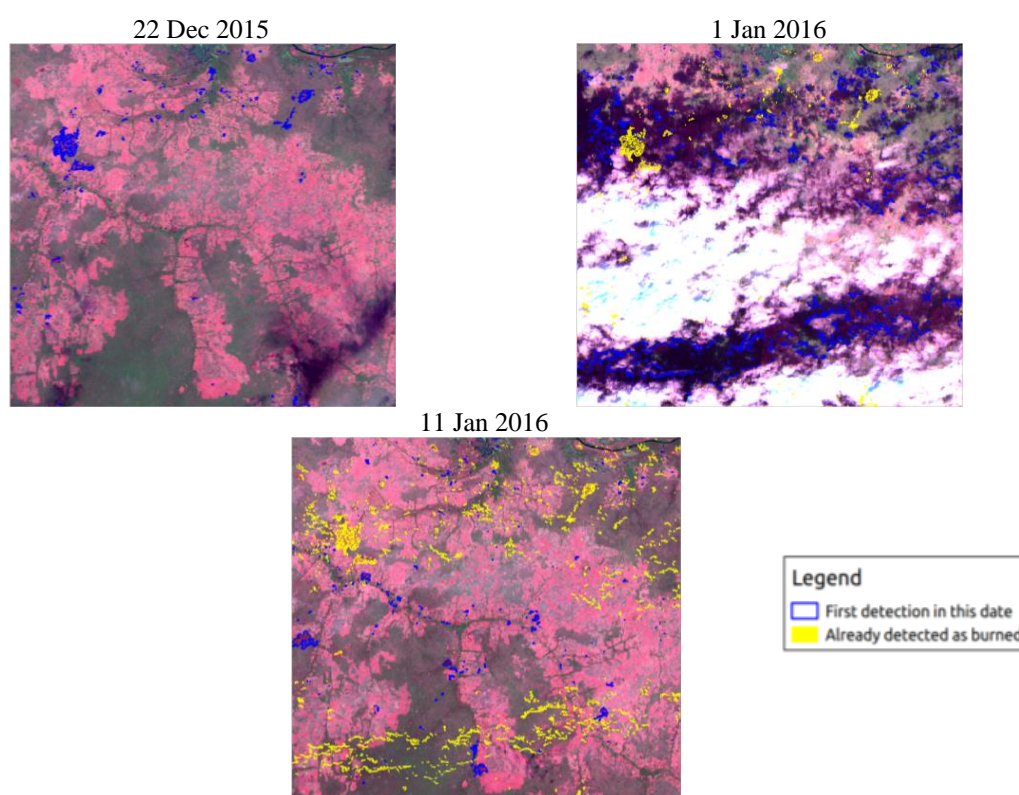 22 Dec 2015
1 Jan 2016
11 Jan 2016
Legend
First detection in this date
Already detected as burned